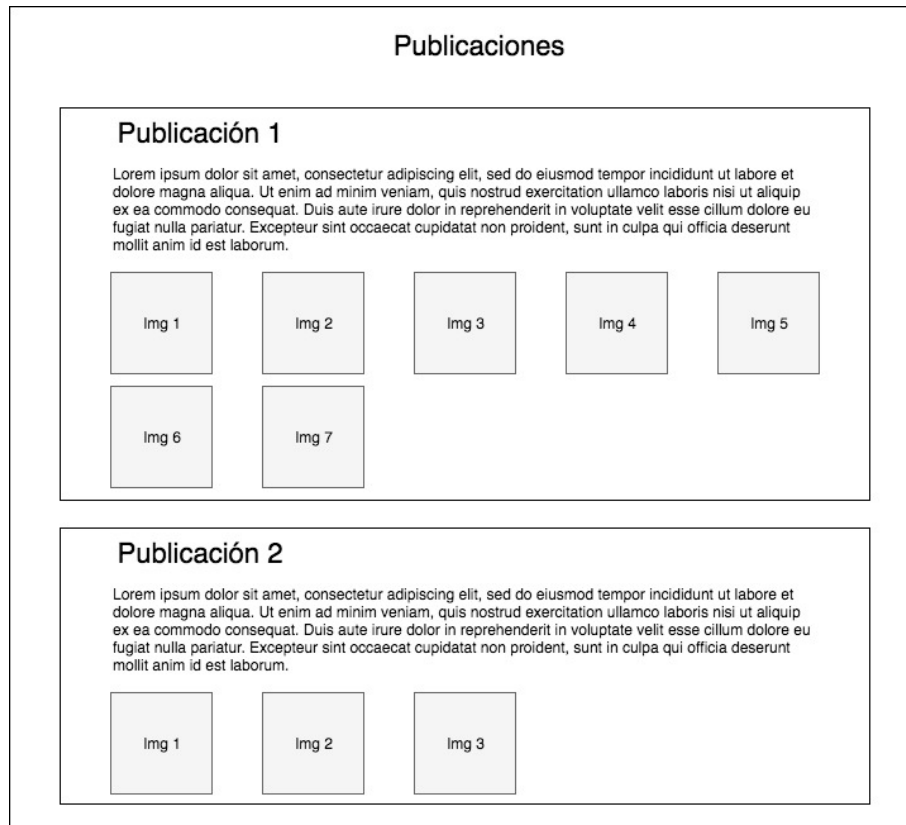 Publicaciones
Publicación 1
Lorem ipsum dolor sit amet, consectetur adipiscing elit, sed do eiusmod tempor incididunt ut labore et
dolore magna aliqua. Ut enim ad minim veniam, quis nostrud exercitation ullamco laboris nisi ut aliquip
ex ea commodo consequat. Duis aute irure dolor in reprehenderit in voluptate velit esse cillum dolore eu
fugiat nulla pariatur. Excepteur sint occaecat cupidatat non proident, sunt in culpa qui officia deserunt
mollit anim id est laborum.
Img 1 Img 2 Img 3 Img 4 Img 5
Img 6 Img 7
Publicación 2
Lorem ipsum dolor sit amet, consectetur adipiscing elit, sed do eiusmod tempor incididunt ut labore et
dolore magna aliqua. Ut enim ad minim veniam, quis nostrud exercitation ullamco laboris nisi ut aliquip
ex ea commodo consequat. Duis aute irure dolor in reprehenderit in voluptate velit esse cillum dolore eu
fugiat nulla pariatur. Excepteur sint occaecat cupidatat non proident, sunt in culpa qui officia deserunt
mollit anim id est laborum.
Img 1 Img 2 Img 3